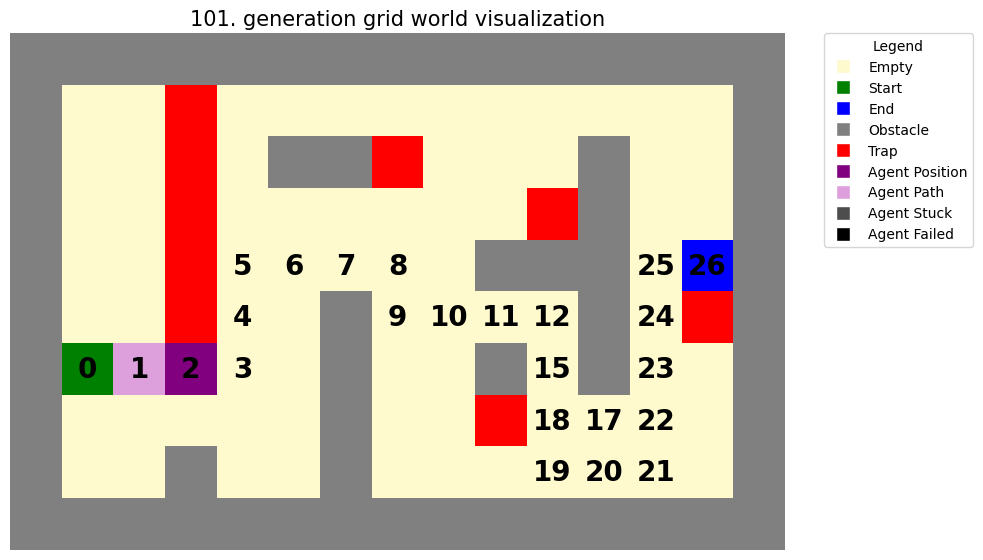 101. generation grid world visualization
Legend
Empty
Start
End
Obstacle
Trap
Agent Position
Agent Path
Agent Stuck
Agent Failed
5 6 7 8 25 26
4 9 10 11 12 24
0 1 2 3 15 23
18 17 22
19 20 21